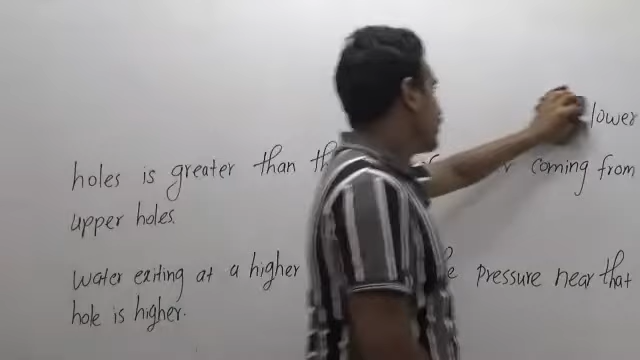 lower
holes is greater than th coming from
upper holes.
Water exiting at a higher pressure near that
hole is higher.